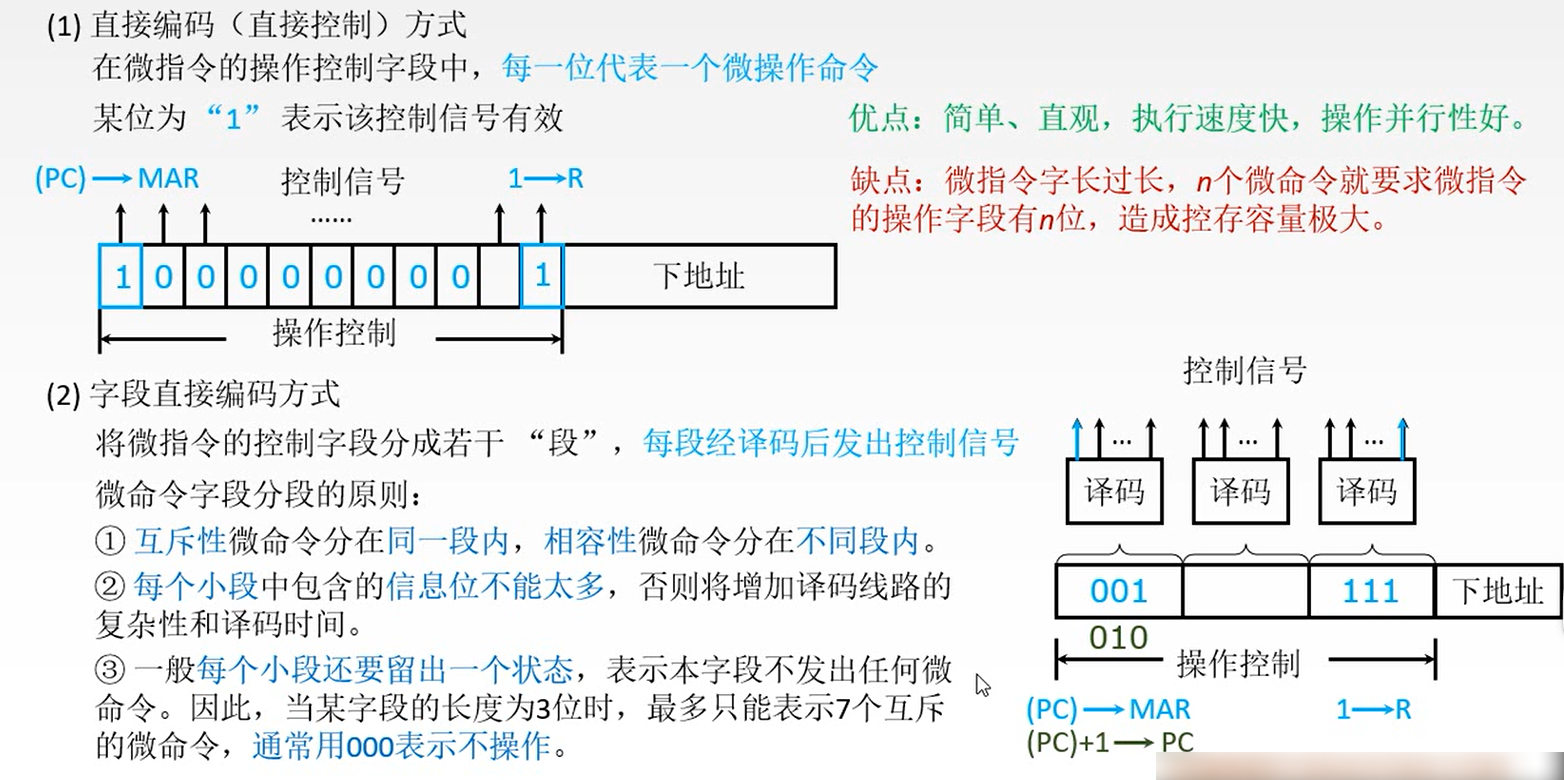 (1) 直接编码（直接控制）方式
在微指令的操作控制字段中，每一位代表一个微操作命令
某位为 “1” 表示该控制信号有效
优点：简单、直观，执行速度快，操作并行性好。
缺点：微指令字长过长，n个微命令就要求微指令
的操作字段有n位，造成控存容量极大。
(PC)→MAR 控制信号 1→R
……
1 0 0 0 0 0 0 0 0 1 下地址
操作控制
(2) 字段直接编码方式
将微指令的控制字段分成若干 “段”，每段经译码后发出控制信号
微命令字段分段的原则：
① 互斥性微命令分在同一段内，相容性微命令分在不同段内。
② 每个小段中包含的信息位不能太多，否则将增加译码线路的
复杂性和译码时间。
③ 一般每个小段还要留出一个状态，表示本字段不发出任何微
命令。因此，当某字段的长度为3位时，最多只能表示7个互斥
的微命令，通常用000表示不操作。
控制信号
… … …
译码 译码 译码
001 111 下地址
010
操作控制
(PC)→MAR 1→R
(PC)+1→PC